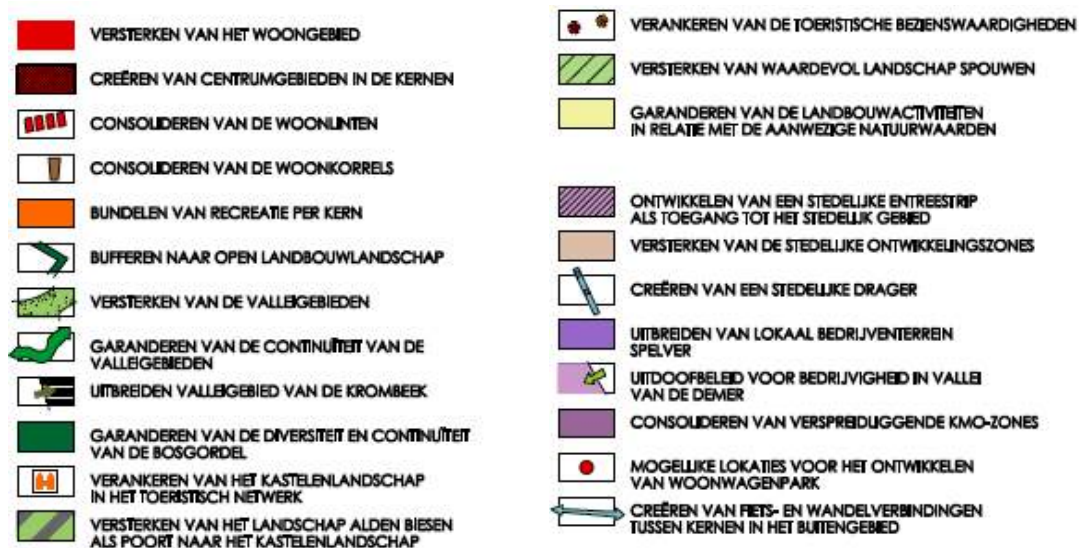 VERSTERKEN VAN HET WOONGEBIED
CREËREN VAN CENTRUMGEBIEDEN IN DE KERNEN
CONSOLIDEREN VAN DE WOONLINTEN
CONSOLIDEREN VAN DE WOONKORRELS
BUNDELEN VAN RECREATIE PER KERN
BUFFEREN NAAR OPEN LANDBOUWLANDSCHAP
VERSTERKEN VAN DE VALLEIGEBIEDEN
GARANDEREN VAN DE CONTINUÏTEIT VAN DE
VALLEIGEBIEDEN
UITBREIDEN VALLEIGEBIED VAN DE KROMBEEK
GARANDEREN VAN DE DIVERSITEIT EN CONTINUÏTEIT
VAN DE BOSGORDEL
VERANKEREN VAN HET KASTELENLANDSCHAP
IN HET TOERISTISCH NETWERK
VERSTERKEN VAN HET LANDSCHAP ALDEN BIESEN
ALS POORT NAAR HET KASTELENLANDSCHAP
VERANKEREN VAN DE TOERISTISCHE BEZIENSWAARDIGHEDEN
VERSTERKEN VAN WAARDEVOL LANDSCHAP SPOUWEN
GARANDEREN VAN DE LANDBOUWACTIVITEITEN
IN RELATIE MET DE AANWEZIGE NATUURWAARDEN
ONTWIKKELEN VAN EEN STEDELIJKE ENTREESTRIP
ALS TOEGANG TOT HET STEDELIJK GEBIED
VERSTERKEN VAN DE STEDELIJKE ONTWIKKELINGSZONES
CREËREN VAN EEN STEDELIJKE DRAGER
UITBREIDEN VAN LOKAAL BEDRIJVENTERREIN
SPELVER
UITDOOFBELEID VOOR BEDRIJVIGHEID IN VALLEI
VAN DE DEMER
CONSOLIDEREN VAN VERSPREIDLIGGENDE KMO-ZONES
MOGELIJKE LOKATIES VOOR HET ONTWIKKELEN
VAN WOONWAGENPARK
CREËREN VAN FIETS- EN WANDELVERBINDINGEN
TUSSEN KERNEN IN HET BUITENGEBIED